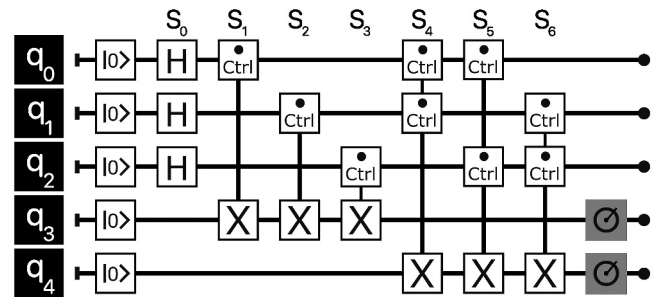 S₀ S₁ S₂ S₃ S₄ S₅ S₆
q₀ |0> H Ctrl Ctrl Ctrl
q₁ |0> H Ctrl Ctrl Ctrl
q₂ |0> H Ctrl Ctrl Ctrl
q₃ |0> X X X
q₄ |0> X X X